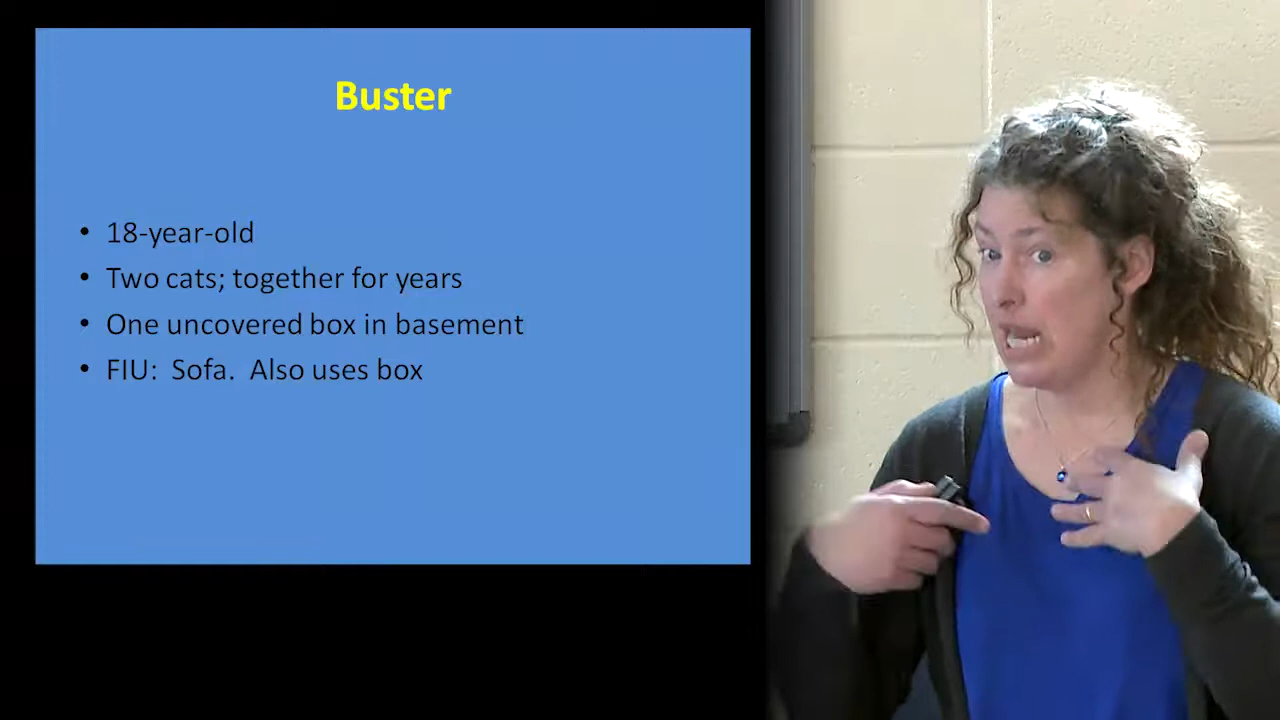 Buster
• 18-year-old
• Two cats; together for years
• One uncovered box in basement
• FIU:  Sofa.  Also uses box